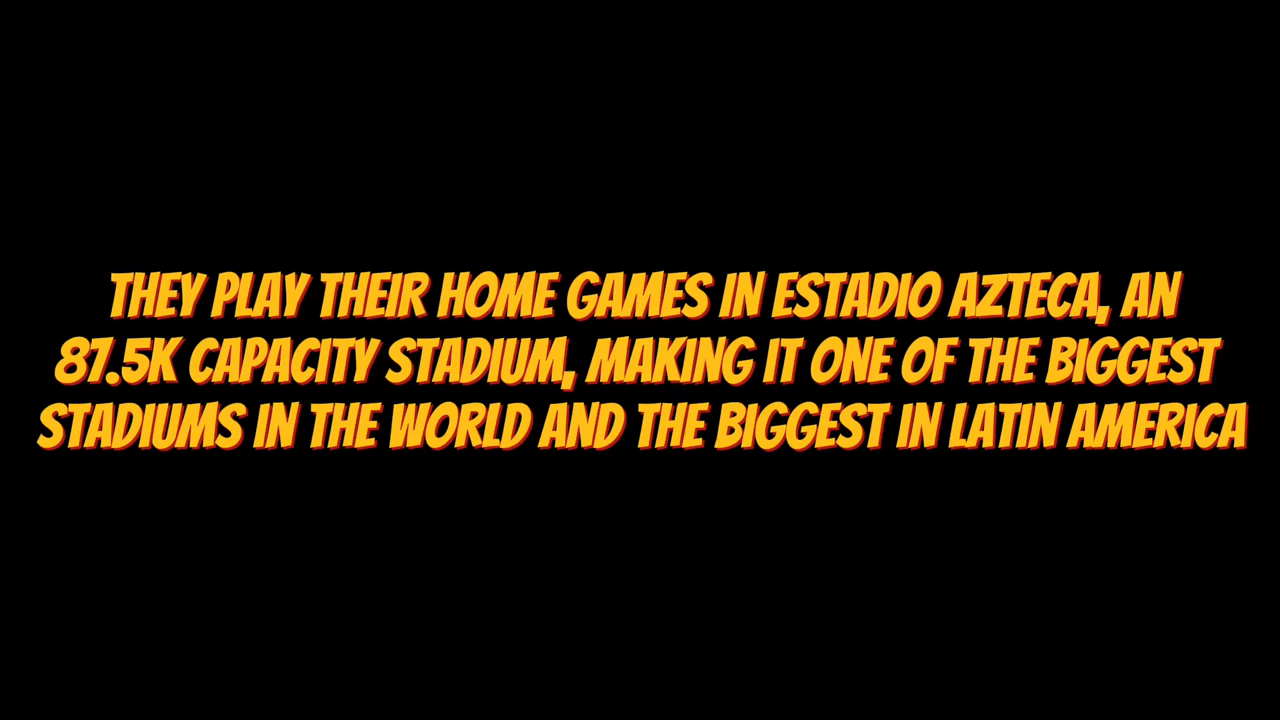 THEY PLAY THEIR HOME GAMES IN ESTADIO AZTECA, AN
87.5K CAPACITY STADIUM, MAKING IT ONE OF THE BIGGEST
STADIUMS IN THE WORLD AND THE BIGGEST IN LATIN AMERICA